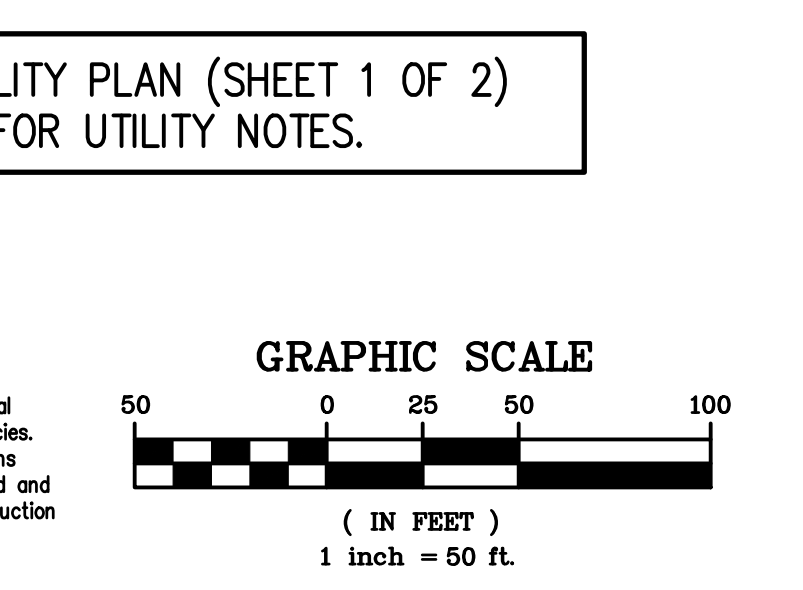 PLAN (SHEET 1 OF 2)
FOR UTILITY NOTES.
GRAPHIC SCALE
50 0 25 50 100
and
( IN FEET )
1 inch = 50 ft.